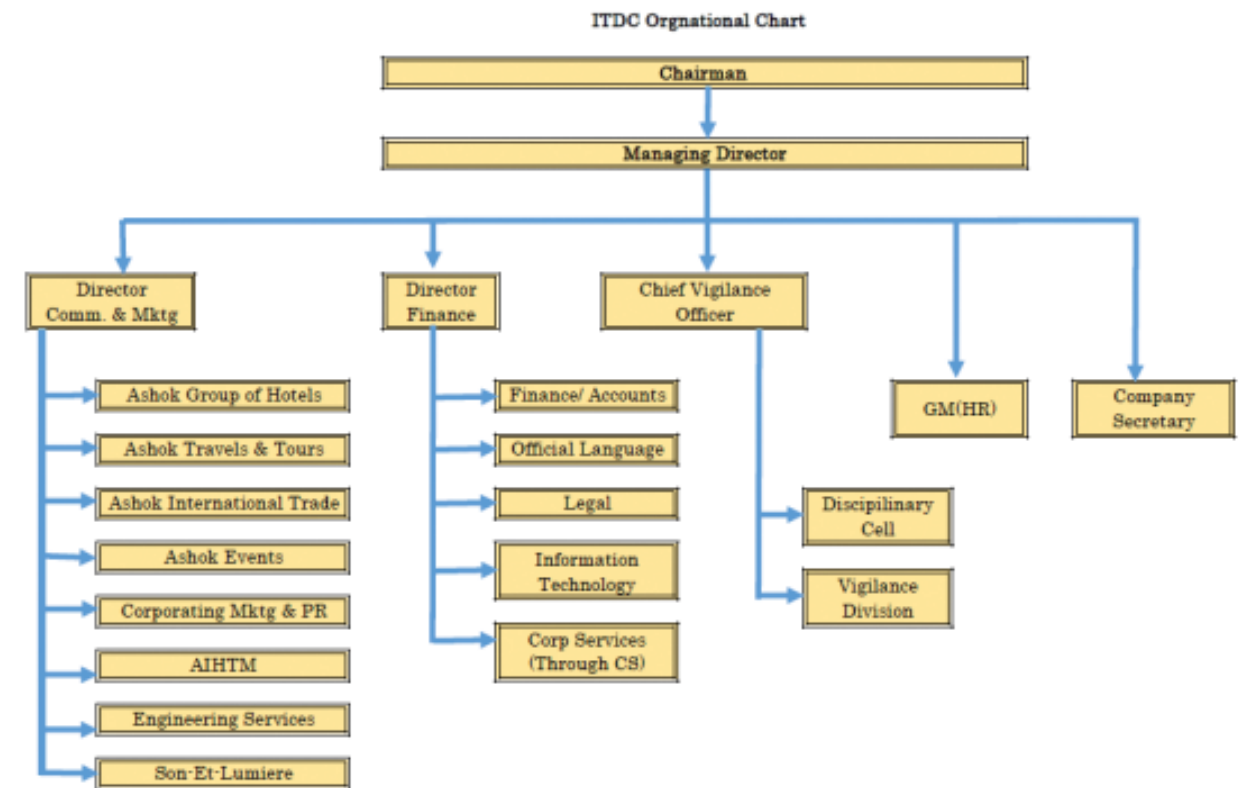 ITDC Orgnational Chart
Chairman
Managing Director
Director
Comm. & Mktg
Director
Finance
Chief Vigilance
Officer
GM(HR)
Company
Secretary
Ashok Group of Hotels
Ashok Travels & Tours
Ashok International Trade
Ashok Events
Corporating Mktg & PR
AIHTM
Engineering Services
Son-Et-Lumiere
Finance/ Accounts
Official Language
Legal
Information
Technology
Corp Services
(Through CS)
Discipilinary
Cell
Vigilance
Division